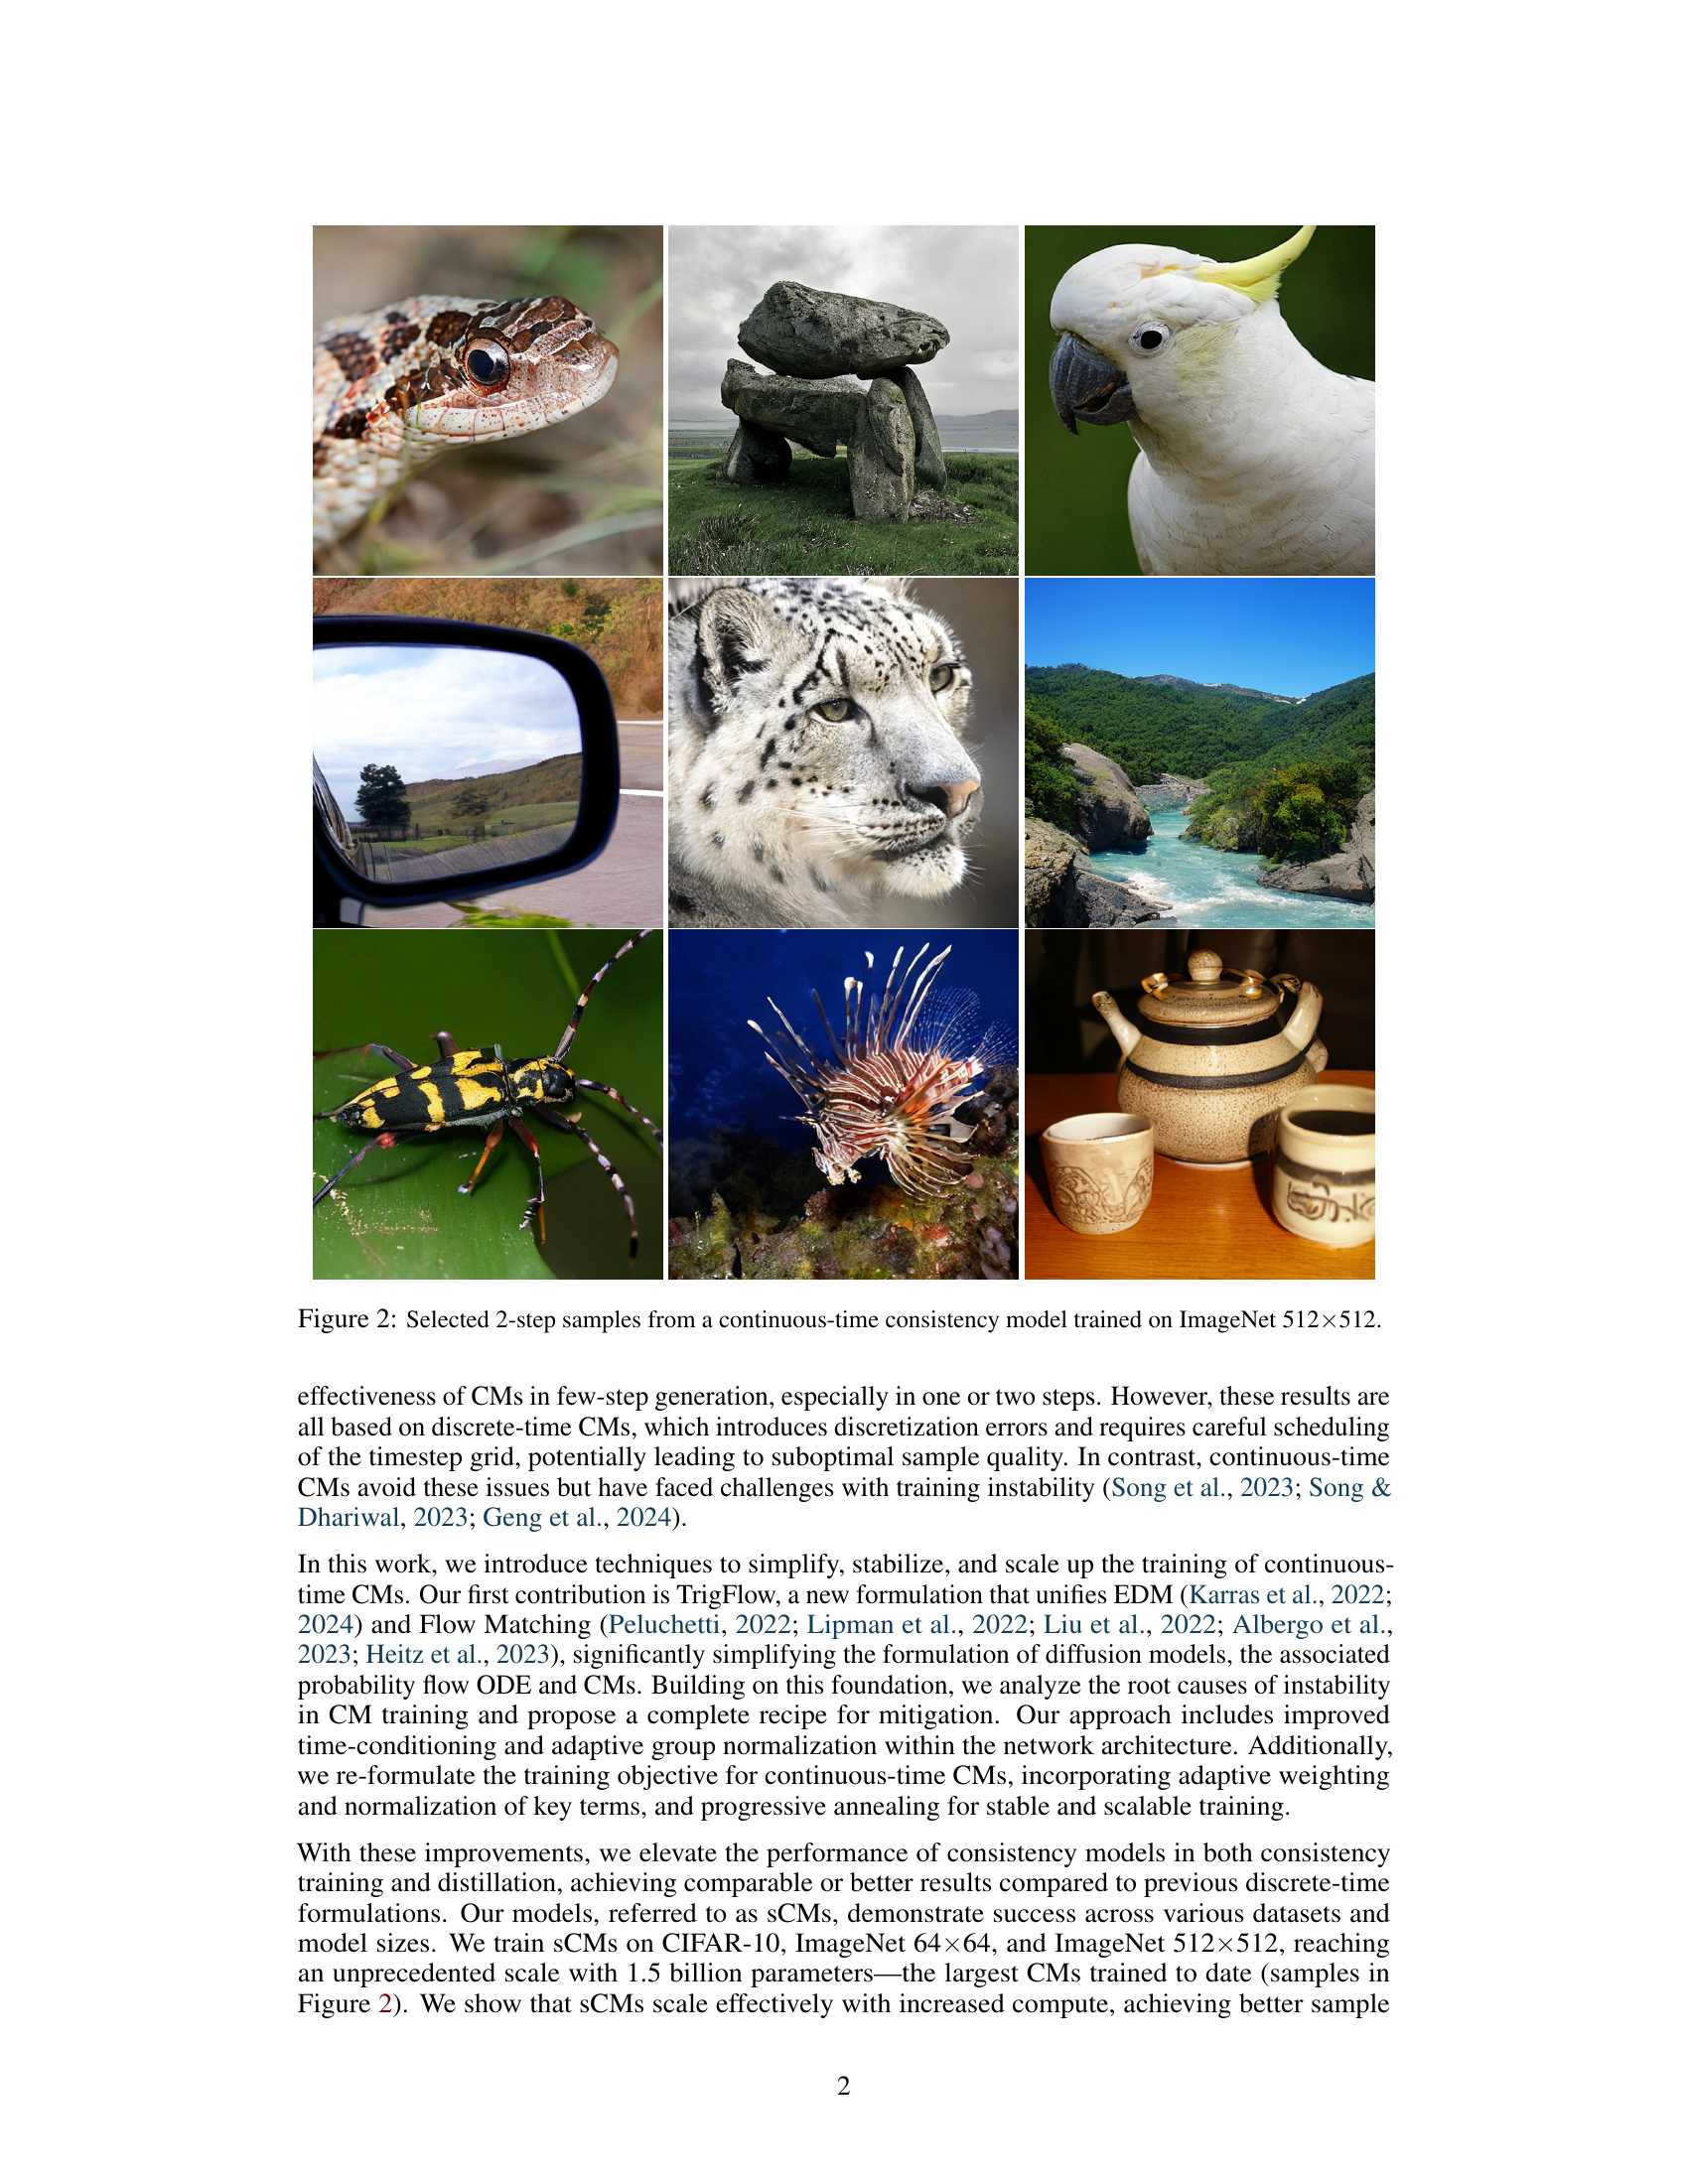 Figure 2: Selected 2-step samples from a continuous-time consistency model trained on ImageNet 512×512.
effectiveness of CMs in few-step generation, especially in one or two steps. However, these results are
all based on discrete-time CMs, which introduces discretization errors and requires careful scheduling
of the timestep grid, potentially leading to suboptimal sample quality. In contrast, continuous-time
CMs avoid these issues but have faced challenges with training instability (Song et al., 2023; Song &
Dhariwal, 2023; Geng et al., 2024).
In this work, we introduce techniques to simplify, stabilize, and scale up the training of continuous-
time CMs. Our first contribution is TrigFlow, a new formulation that unifies EDM (Karras et al., 2022;
2024) and Flow Matching (Peluchetti, 2022; Lipman et al., 2022; Liu et al., 2022; Albergo et al.,
2023; Heitz et al., 2023), significantly simplifying the formulation of diffusion models, the associated
probability flow ODE and CMs. Building on this foundation, we analyze the root causes of instability
in CM training and propose a complete recipe for mitigation. Our approach includes improved
time-conditioning and adaptive group normalization within the network architecture. Additionally,
we re-formulate the training objective for continuous-time CMs, incorporating adaptive weighting
and normalization of key terms, and progressive annealing for stable and scalable training.
With these improvements, we elevate the performance of consistency models in both consistency
training and distillation, achieving comparable or better results compared to previous discrete-time
formulations. Our models, referred to as sCMs, demonstrate success across various datasets and
model sizes. We train sCMs on CIFAR-10, ImageNet 64×64, and ImageNet 512×512, reaching
an unprecedented scale with 1.5 billion parameters—the largest CMs trained to date (samples in
Figure 2). We show that sCMs scale effectively with increased compute, achieving better sample
2